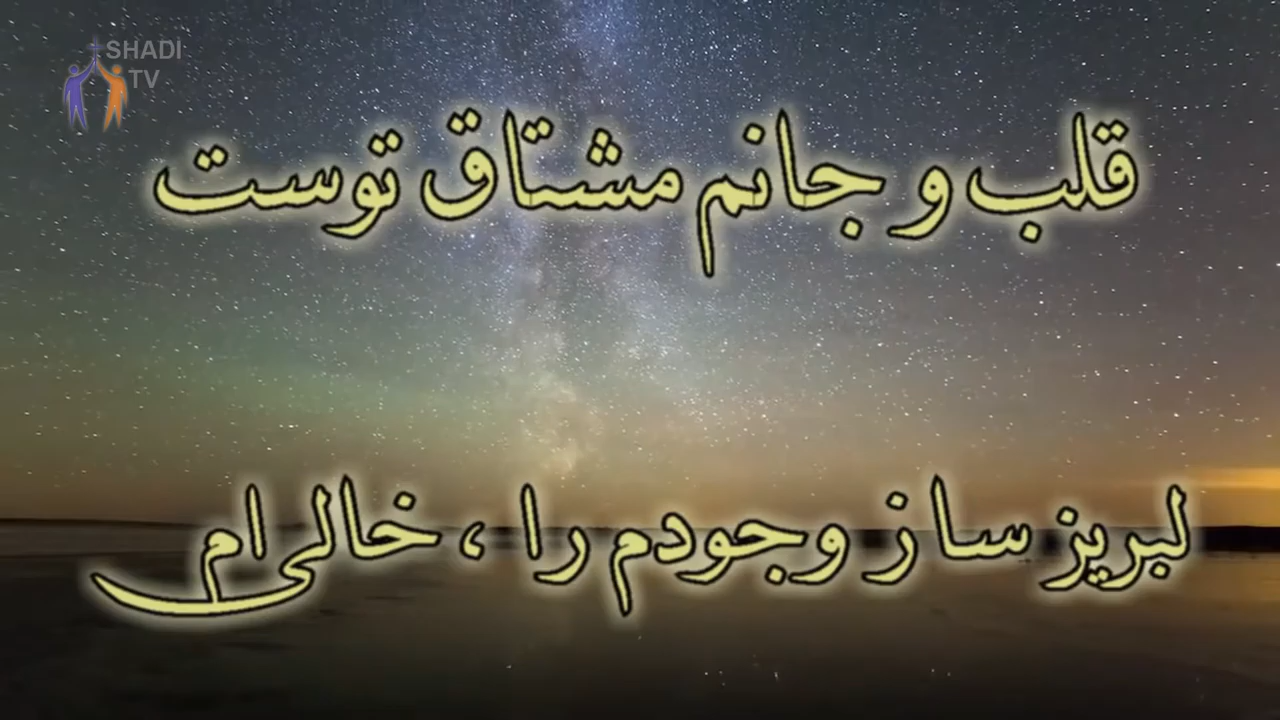 SHADI
TV
قلب و جانم مشتاق توست
لبریز ساز وجودم را ، خالی ام